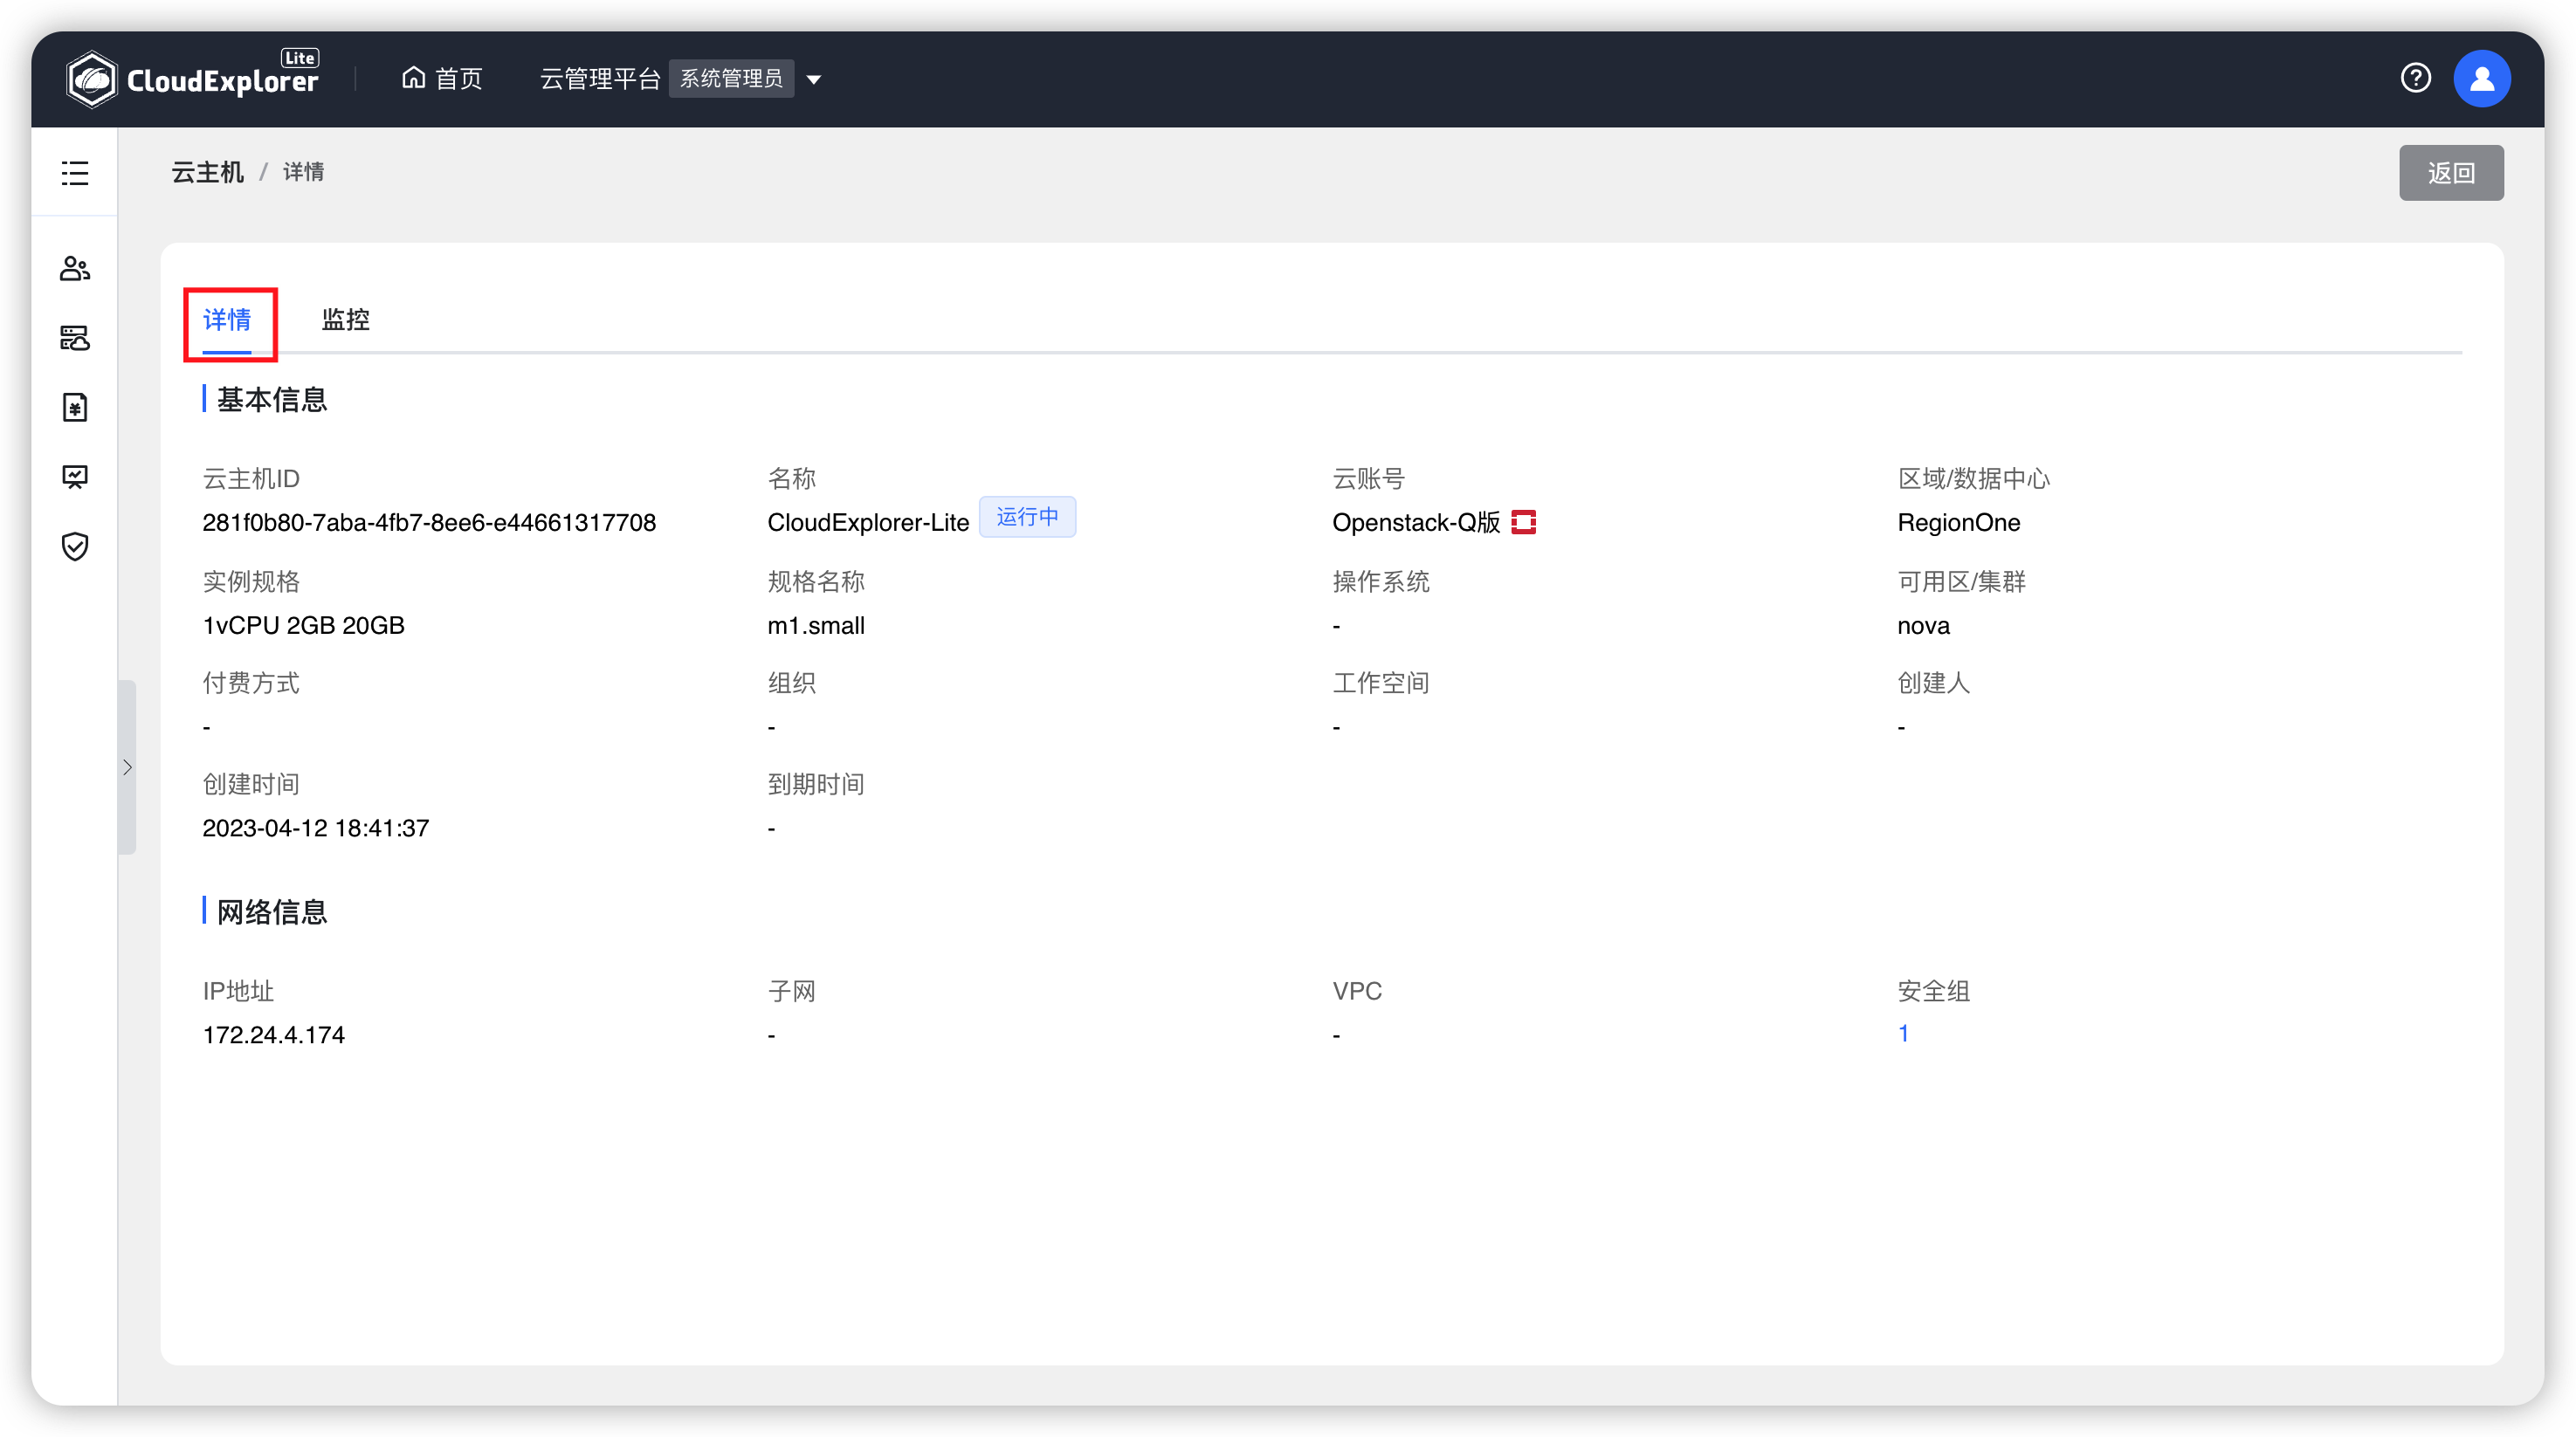 CloudExplorer Lite 首页 云管理平台 系统管理员
云主机 / 详情 返回
详情 监控
基本信息
云主机ID 名称 云账号 区域/数据中心
281f0b80-7aba-4fb7-8ee6-e44661317708 CloudExplorer-Lite 运行中 Openstack-Q版 RegionOne
实例规格 规格名称 操作系统 可用区/集群
1vCPU 2GB 20GB m1.small - nova
付费方式 组织 工作空间 创建人
- - - -
创建时间 到期时间
2023-04-12 18:41:37 -
网络信息
IP地址 子网 VPC 安全组
172.24.4.174 - - 1